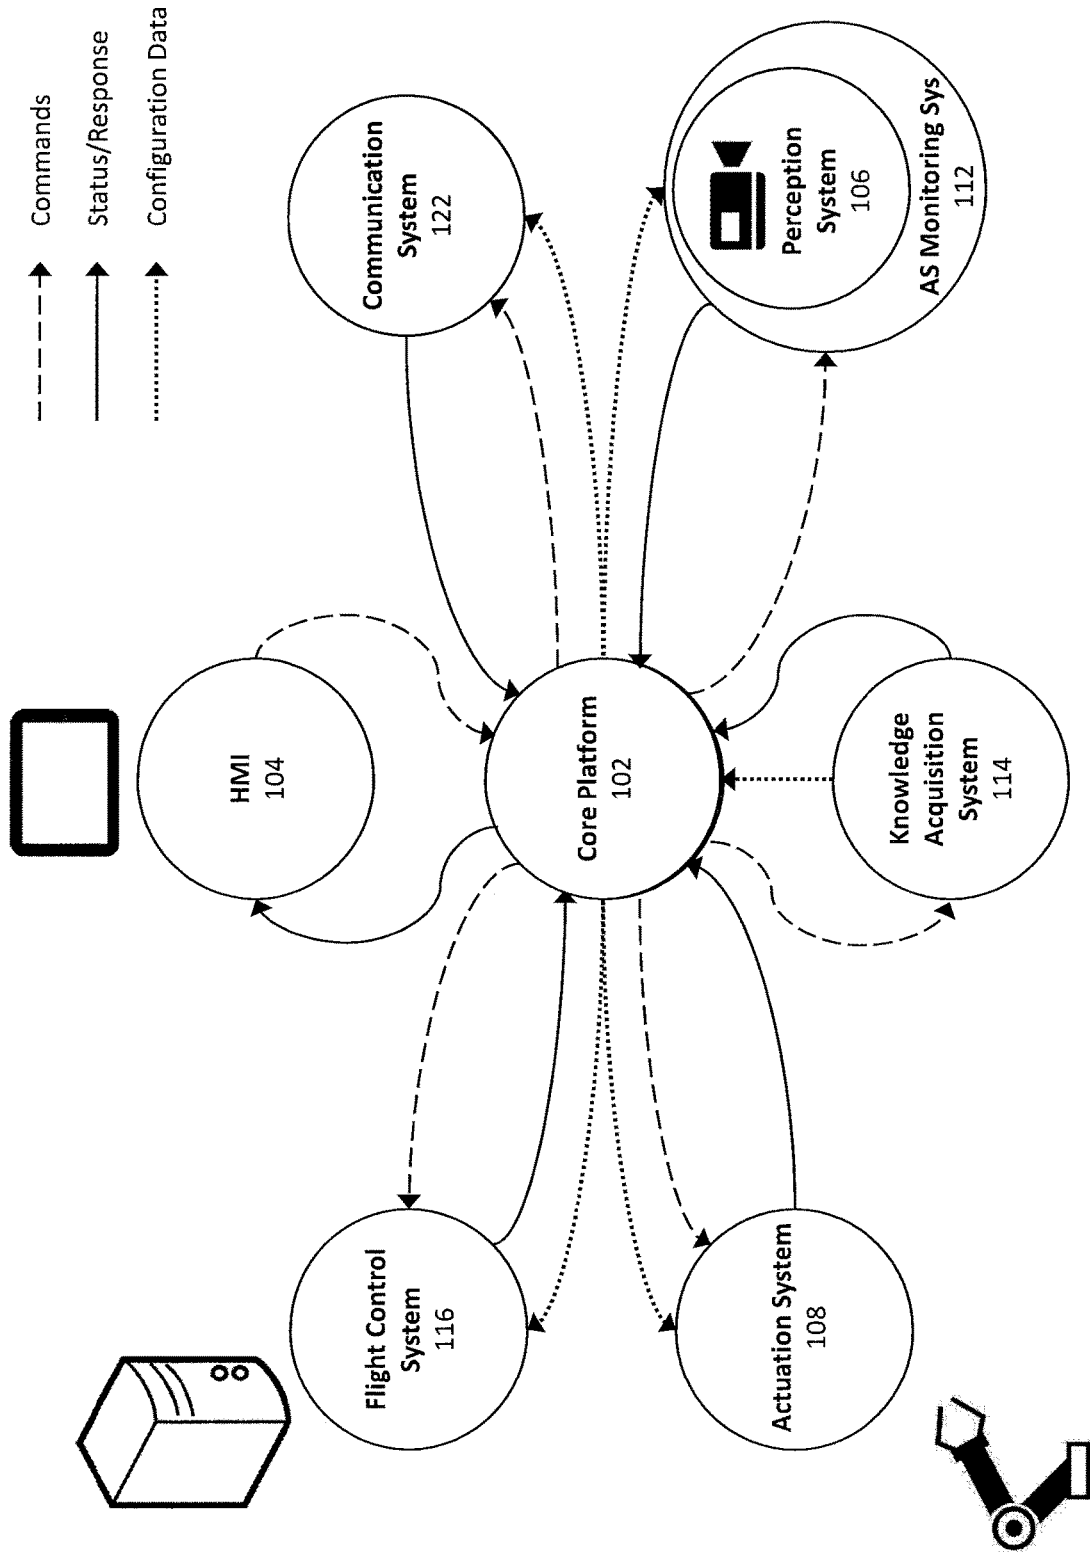 Commands
Status/Response
Configuration Data
HMI
104
Flight Control
System
116
Communication
System
122
Core Platform
102
Actuation System
108
Knowledge
Acquisition
System
114
Perception
System
106
AS Monitoring Sys
112